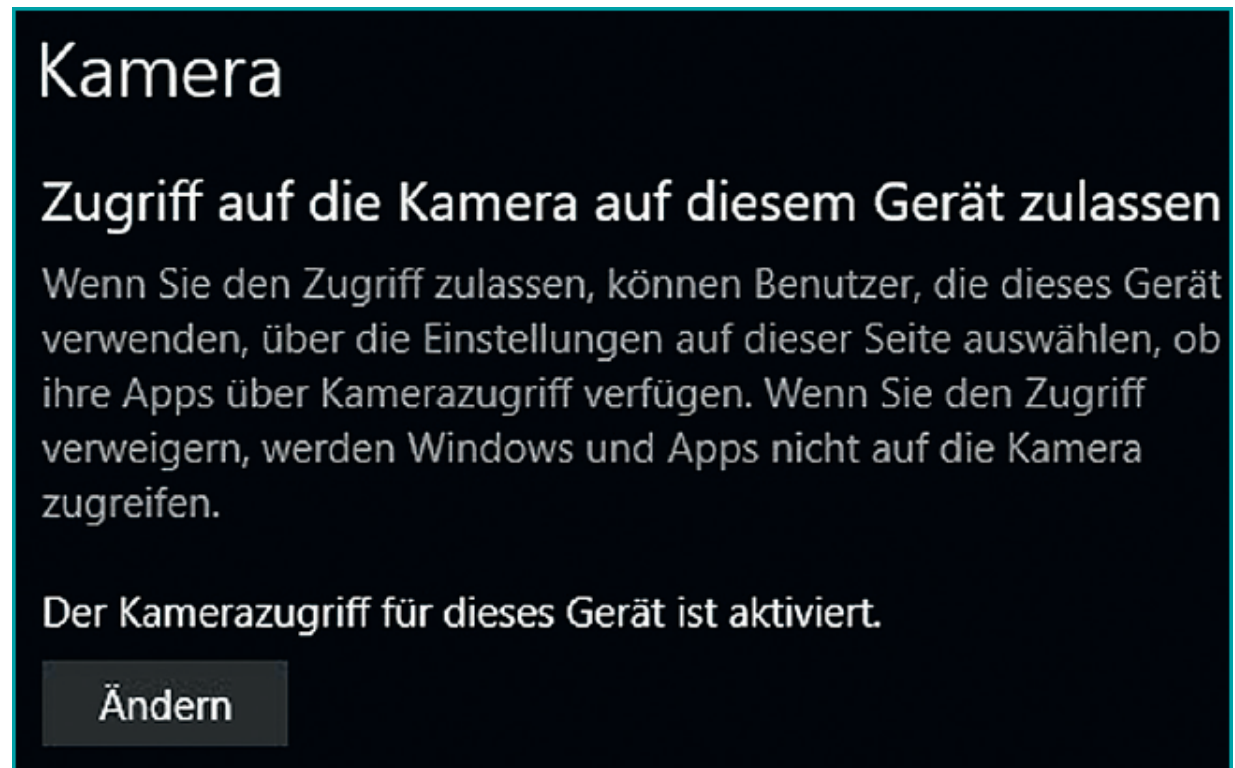 Kamera
Zugriff auf die Kamera auf diesem Gerät zulassen
Wenn Sie den Zugriff zulassen, können Benutzer, die dieses Gerät
verwenden, über die Einstellungen auf dieser Seite auswählen, ob
ihre Apps über Kamerazugriff verfügen. Wenn Sie den Zugriff
verweigern, werden Windows und Apps nicht auf die Kamera
zugreifen.
Der Kamerazugriff für dieses Gerät ist aktiviert.
Ändern